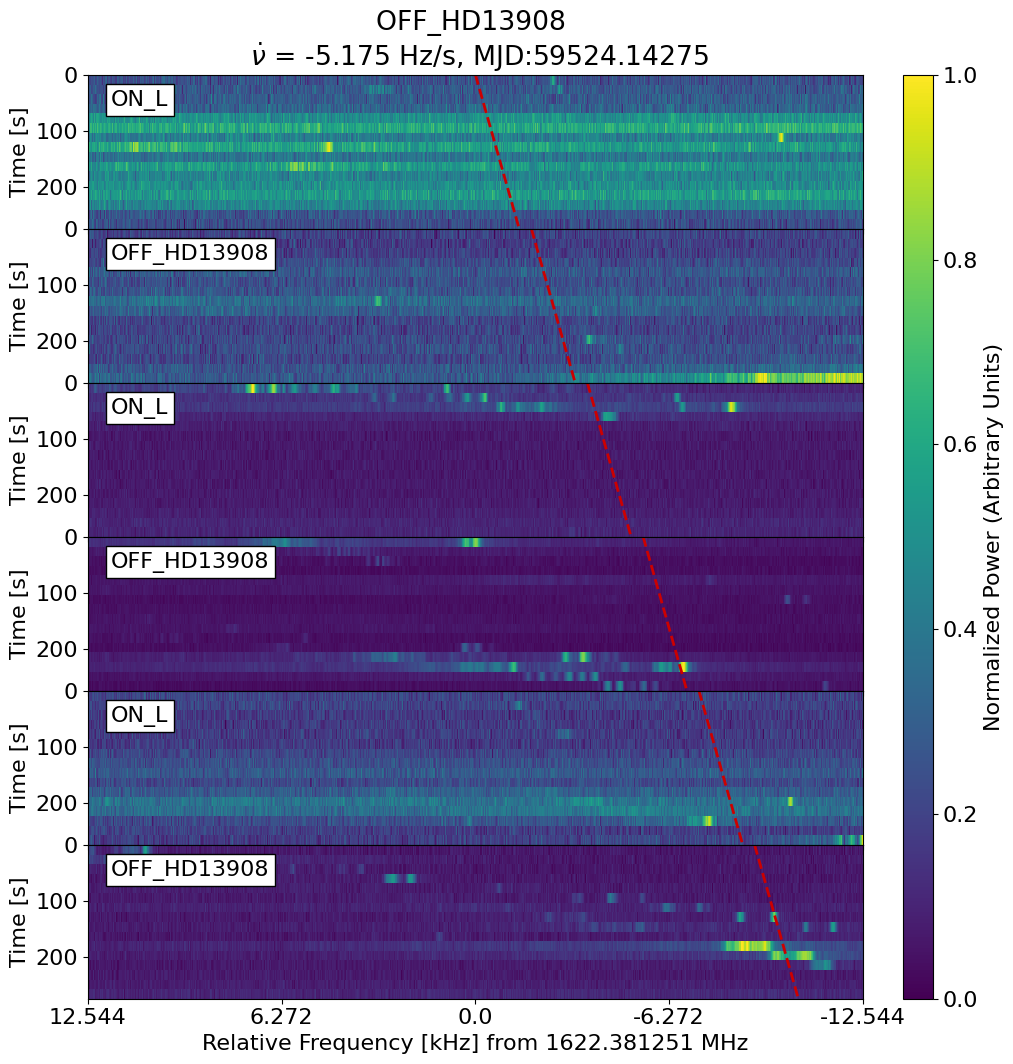 OFF_HD13908
ν̇ = -5.175 Hz/s, MJD:59524.14275
ON_L
OFF_HD13908
ON_L
OFF_HD13908
ON_L
OFF_HD13908
Time [s]
0
100
200
Time [s]
0
100
200
Time [s]
0
100
200
Time [s]
0
100
200
Time [s]
0
100
200
Time [s]
0
100
200
12.544 6.272 0.0 -6.272 -12.544
Relative Frequency [kHz] from 1622.381251 MHz
1.0
0.8
0.6
0.4
0.2
0.0
Normalized Power (Arbitrary Units)